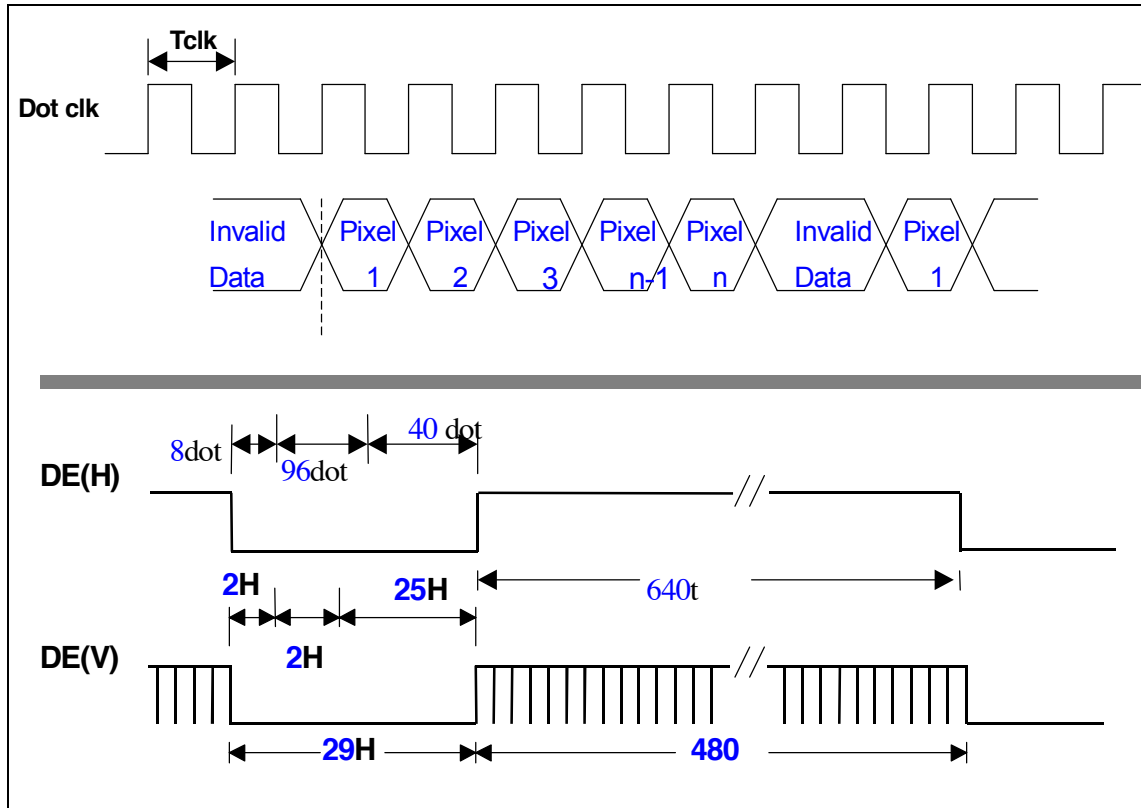 Tclk
Dot clk
Invalid Pixel Pixel Pixel Pixel Pixel Invalid Pixel
Data 1 2 3 n-1 n Data 1
40 dot
8dot
96dot
DE(H)
2H 25H 640t
DE(V)
2H
29H 480